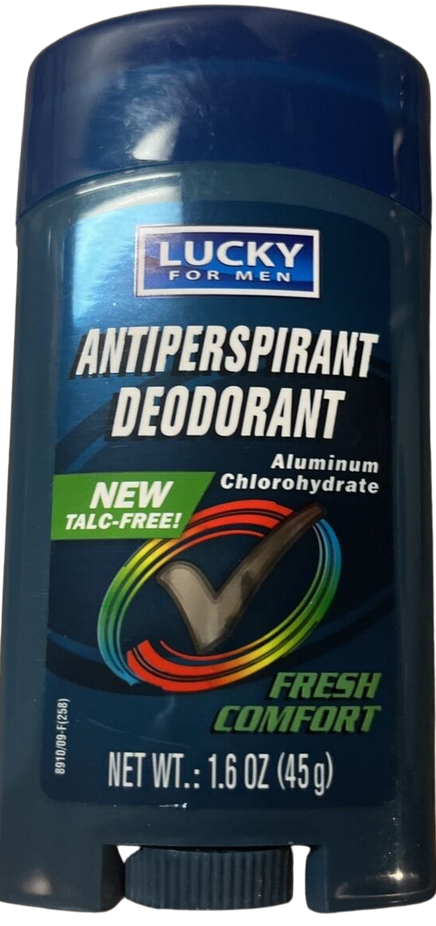 LUCKY
FOR MEN
ANTIPERSPIRANT
DEODORANT
Aluminum
Chlorohydrate
NEW
TALC-FREE!
FRESH
COMFORT
8910/09-F(258)
NET WT.: 1.6 OZ (45g)